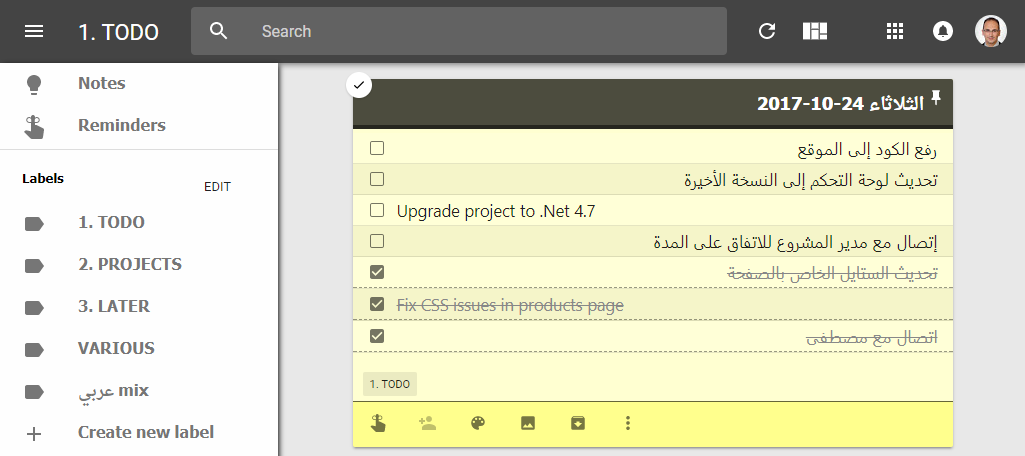 1. TODO
Search
Notes
Reminders
Labels
EDIT
1. TODO
2. PROJECTS
3. LATER
VARIOUS
عربي mix
Create new label
الثلاثاء 24-10-2017
رفع الكود إلى الموقع
تحديث لوحة التحكم إلى النسخة الأخيرة
Upgrade project to .Net 4.7
إتصال مع مدير المشروع للاتفاق على المدة
تحديث الستايل الخاص بالصفحة
Fix CSS issues in products page
اتصال مع مصطفى
1. TODO